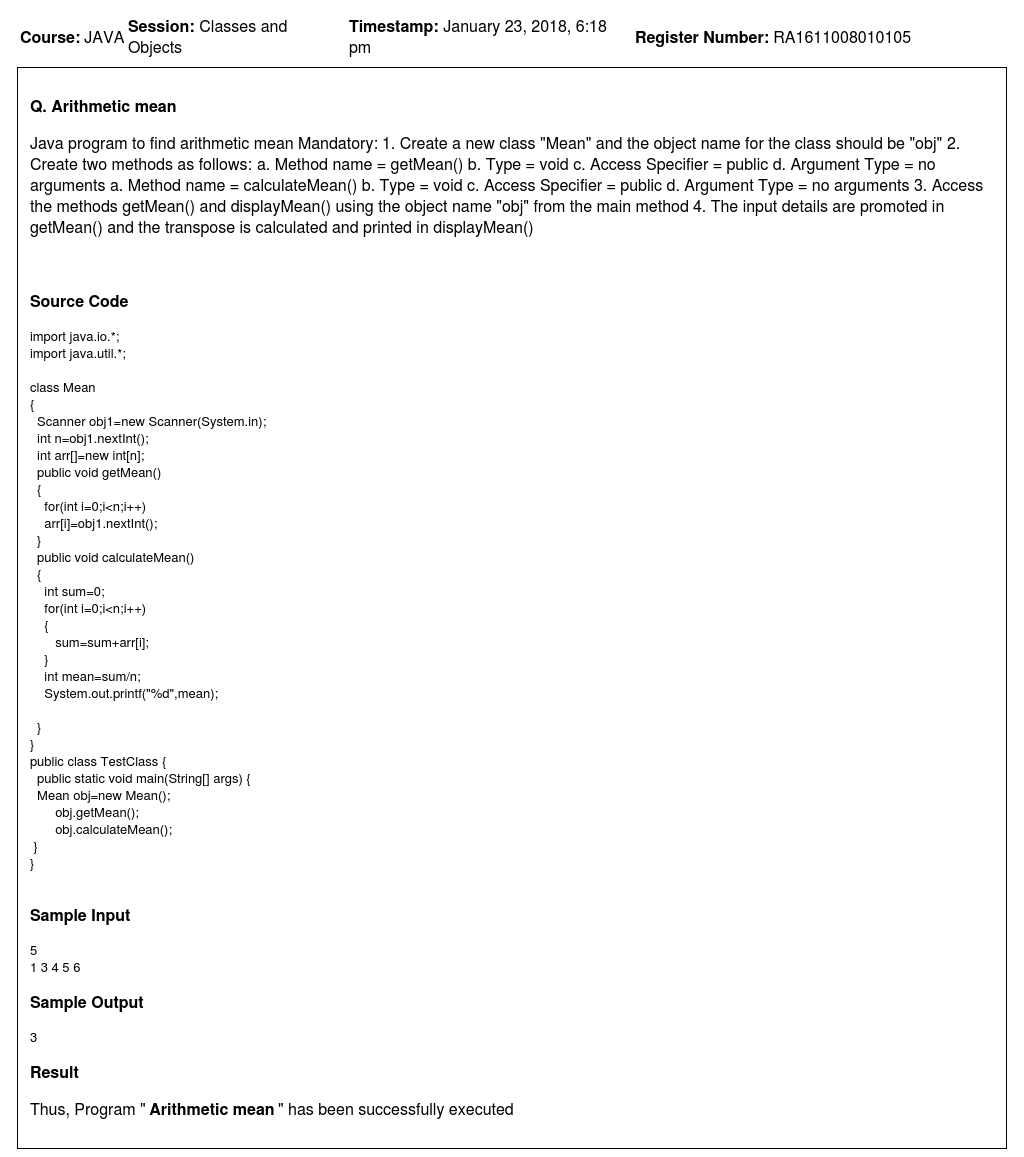 Course: JAVA Session: Classes and Objects Timestamp: January 23, 2018, 6:18 pm Register Number: RA1611008010105
Q. Arithmetic mean
Java program to find arithmetic mean Mandatory: 1. Create a new class "Mean" and the object name for the class should be "obj" 2.
Create two methods as follows: a. Method name = getMean() b. Type = void c. Access Specifier = public d. Argument Type = no
arguments a. Method name = calculateMean() b. Type = void c. Access Specifier = public d. Argument Type = no arguments 3. Access
the methods getMean() and displayMean() using the object name "obj" from the main method 4. The input details are promoted in
getMean() and the transpose is calculated and printed in displayMean()
Source Code
import java.io.*;
import java.util.*;
class Mean
{
Scanner obj1=new Scanner(System.in);
int n=obj1.nextInt();
int arr[]=new int[n];
public void getMean()
{
for(int i=0;i<n;i++)
arr[i]=obj1.nextInt();
}
public void calculateMean()
{
int sum=0;
for(int i=0;i<n;i++)
{
sum=sum+arr[i];
}
int mean=sum/n;
System.out.printf("%d",mean);
}
}
public class TestClass {
public static void main(String[] args) {
Mean obj=new Mean();
obj.getMean();
obj.calculateMean();
}
}
Sample Input
5
1 3 4 5 6
Sample Output
3
Result
Thus, Program " Arithmetic mean " has been successfully executed